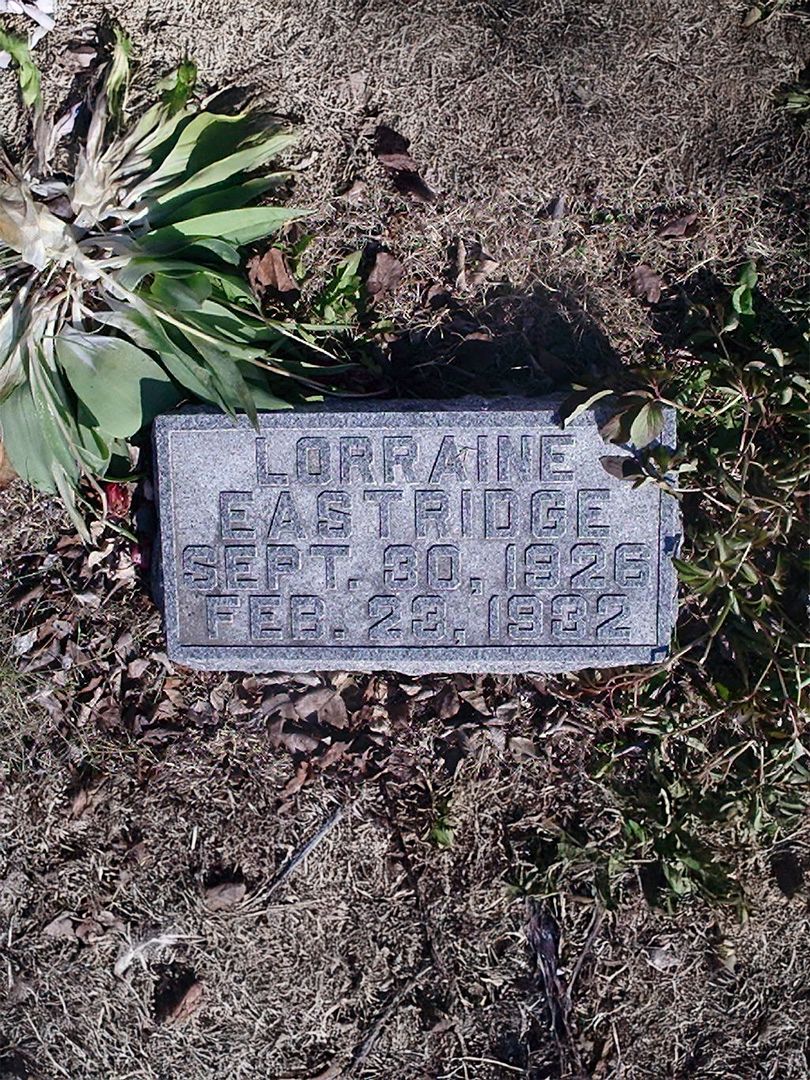 LORRAINE
EASTRIDGE
SEPT. 30, 1926
FEB. 23, 1932